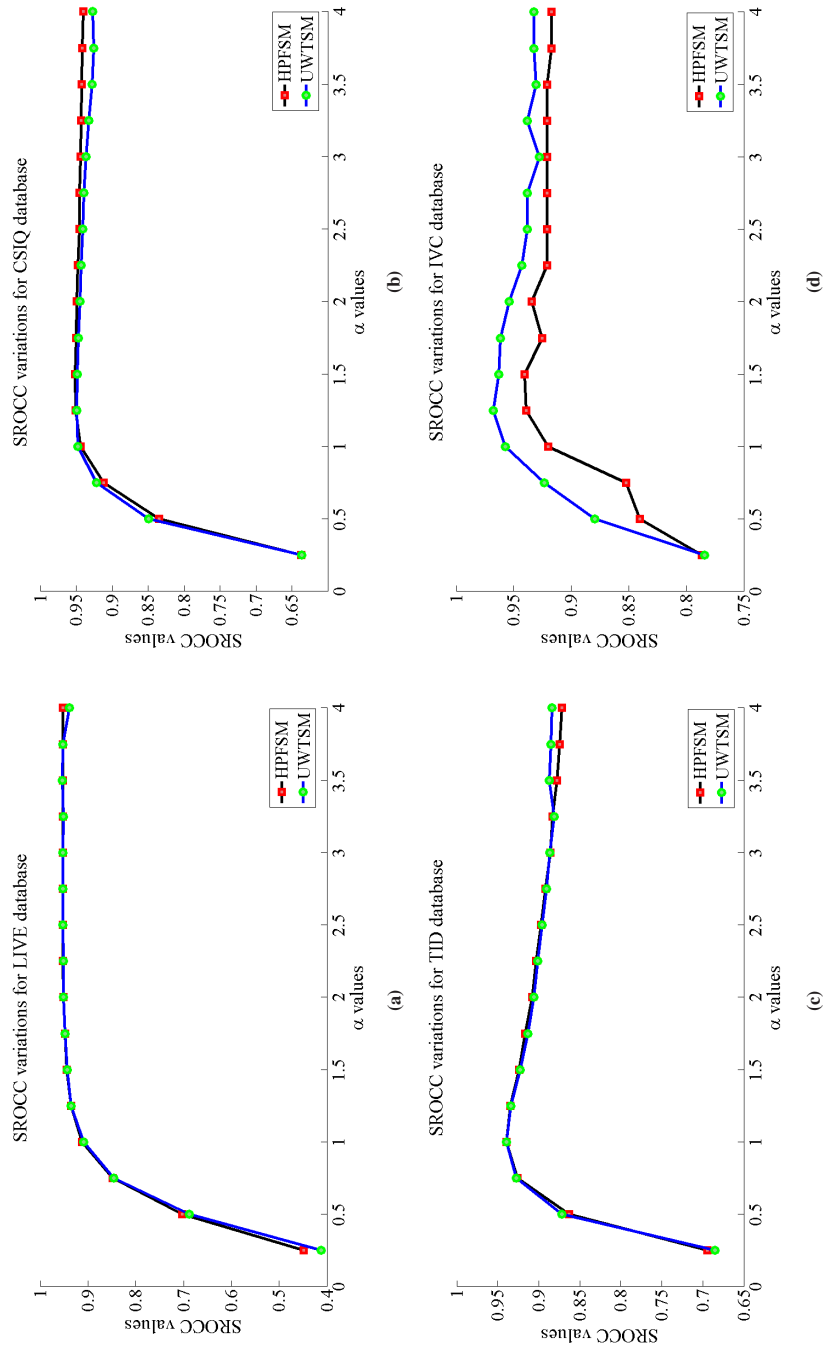 SROCC variations for LIVE database
SROCC values
1
0.9
0.8
0.7
0.6
0.5
0.4
0
0.5
1
1.5
2
2.5
3
3.5
4
α values
HPFSM
UWTSM
(a)
SROCC variations for CSIQ database
SROCC values
1
0.95
0.9
0.85
0.8
0.75
0.7
0.65
0
0.5
1
1.5
2
2.5
3
3.5
4
α values
HPFSM
UWTSM
(b)
SROCC variations for TID database
SROCC values
1
0.95
0.9
0.85
0.8
0.75
0.7
0.65
0
0.5
1
1.5
2
2.5
3
3.5
4
α values
HPFSM
UWTSM
(c)
SROCC variations for IVC database
SROCC values
1
0.95
0.9
0.85
0.8
0.75
0
0.5
1
1.5
2
2.5
3
3.5
4
α values
HPFSM
UWTSM
(d)